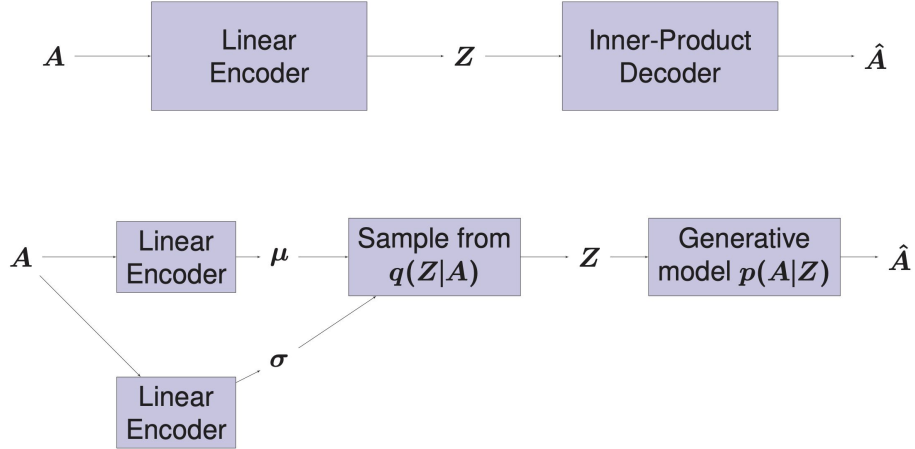 A
Linear
Encoder
Z
Inner-Product
Decoder
Â
A
Linear
Encoder
μ
Sample from
q(Z|A)
Z
Generative
model p(A|Z)
Â
σ
Linear
Encoder